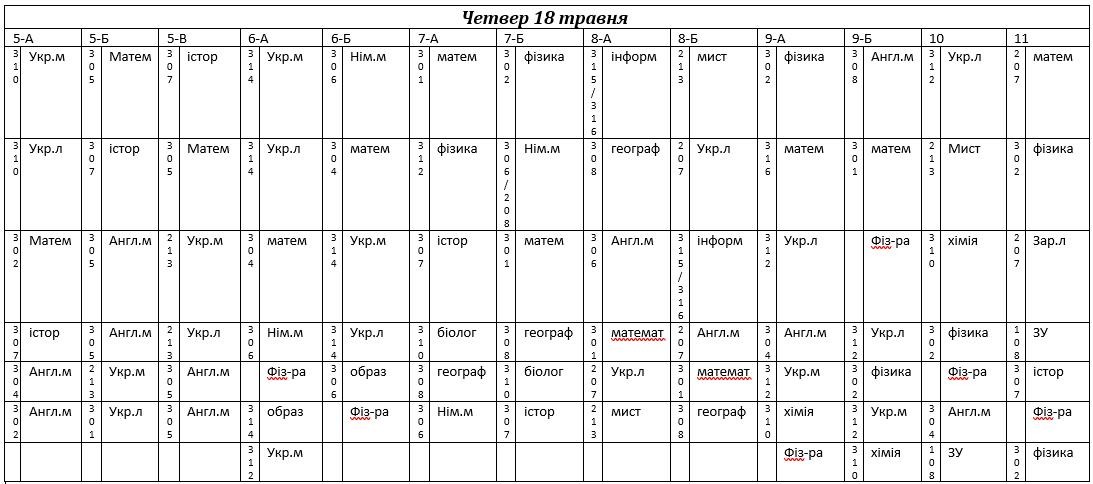 Четвер 18 травня
5-А 5-Б 5-В 6-А 6-Б 7-А 7-Б 8-А 8-Б 9-А 9-Б 10 11
310 Укр.м 305 Матем 307 істор 314 Укр.м 306 Нім.м 301 матем 302 фізика 315/316 інформ 213 мист 302 фізика 308 Англ.м 312 Укр.л 207 матем
310 Укр.л 307 істор 305 Матем 314 Укр.л 304 матем 312 фізика 306/208 Нім.м 308 географ 207 Укр.л 316 матем 301 матем 213 Мист 302 фізика
302 Матем 305 Англ.м 213 Укр.м 304 матем 314 Укр.м 307 істор 301 матем 306 Англ.м 315/316 інформ 312 Укр.л Фіз-ра 310 хімія 207 Зар.л
307 істор 305 Англ.м 213 Укр.л 306 Нім.м 314 Укр.л 310 біолог 308 географ 301 математ 207 Англ.м 304 Англ.м 312 Укр.л 302 фізика 108 ЗУ
304 Англ.м 213 Укр.м 305 Англ.м Фіз-ра 306 образ 308 географ 310 біолог 207 Укр.л 301 математ 312 Укр.м 302 фізика Фіз-ра 307 істор
302 Англ.м 301 Укр.л 305 Англ.м 314 образ Фіз-ра 306 Нім.м 307 істор 213 мист 308 географ 310 хімія 312 Укр.м 304 Англ.м Фіз-ра
312 Укр.м Фіз-ра 310 хімія 108 ЗУ 302 фізика